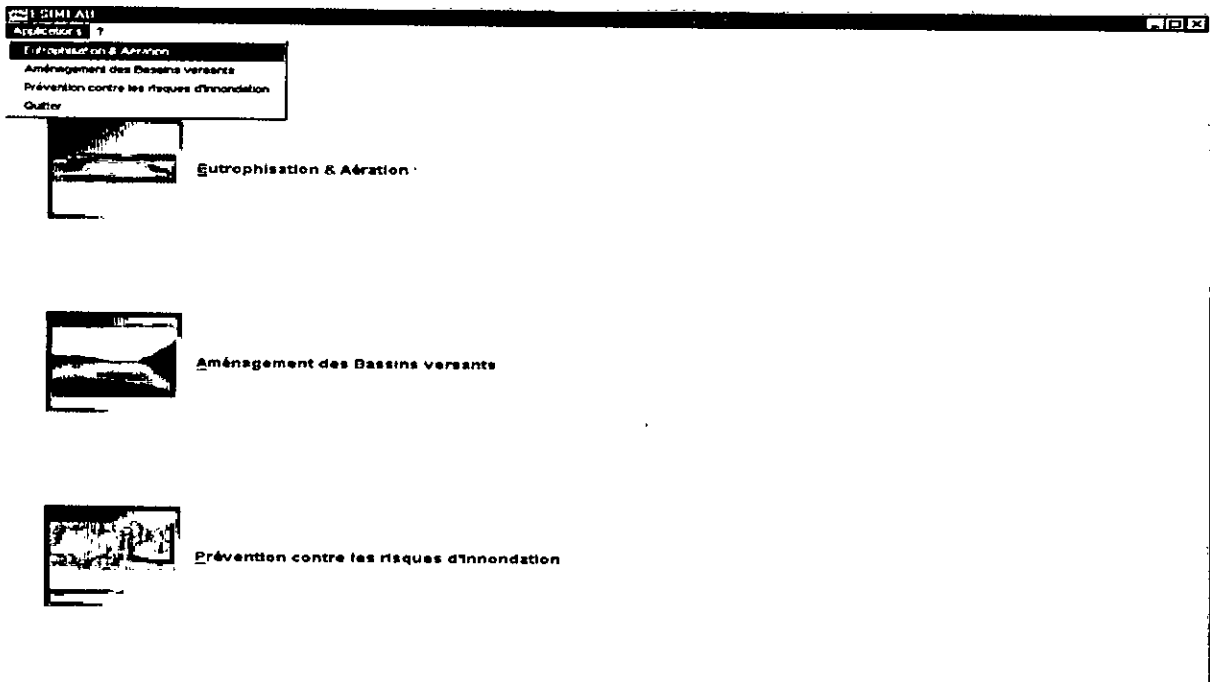 ESIMEAU
Applications ?
Eutrophisation & Aération
Aménagement des Bassins versants
Prévention contre les risques d'innondation
Quitter
Eutrophisation & Aération
Aménagement des Bassins versants
Prévention contre les risques d'innondation